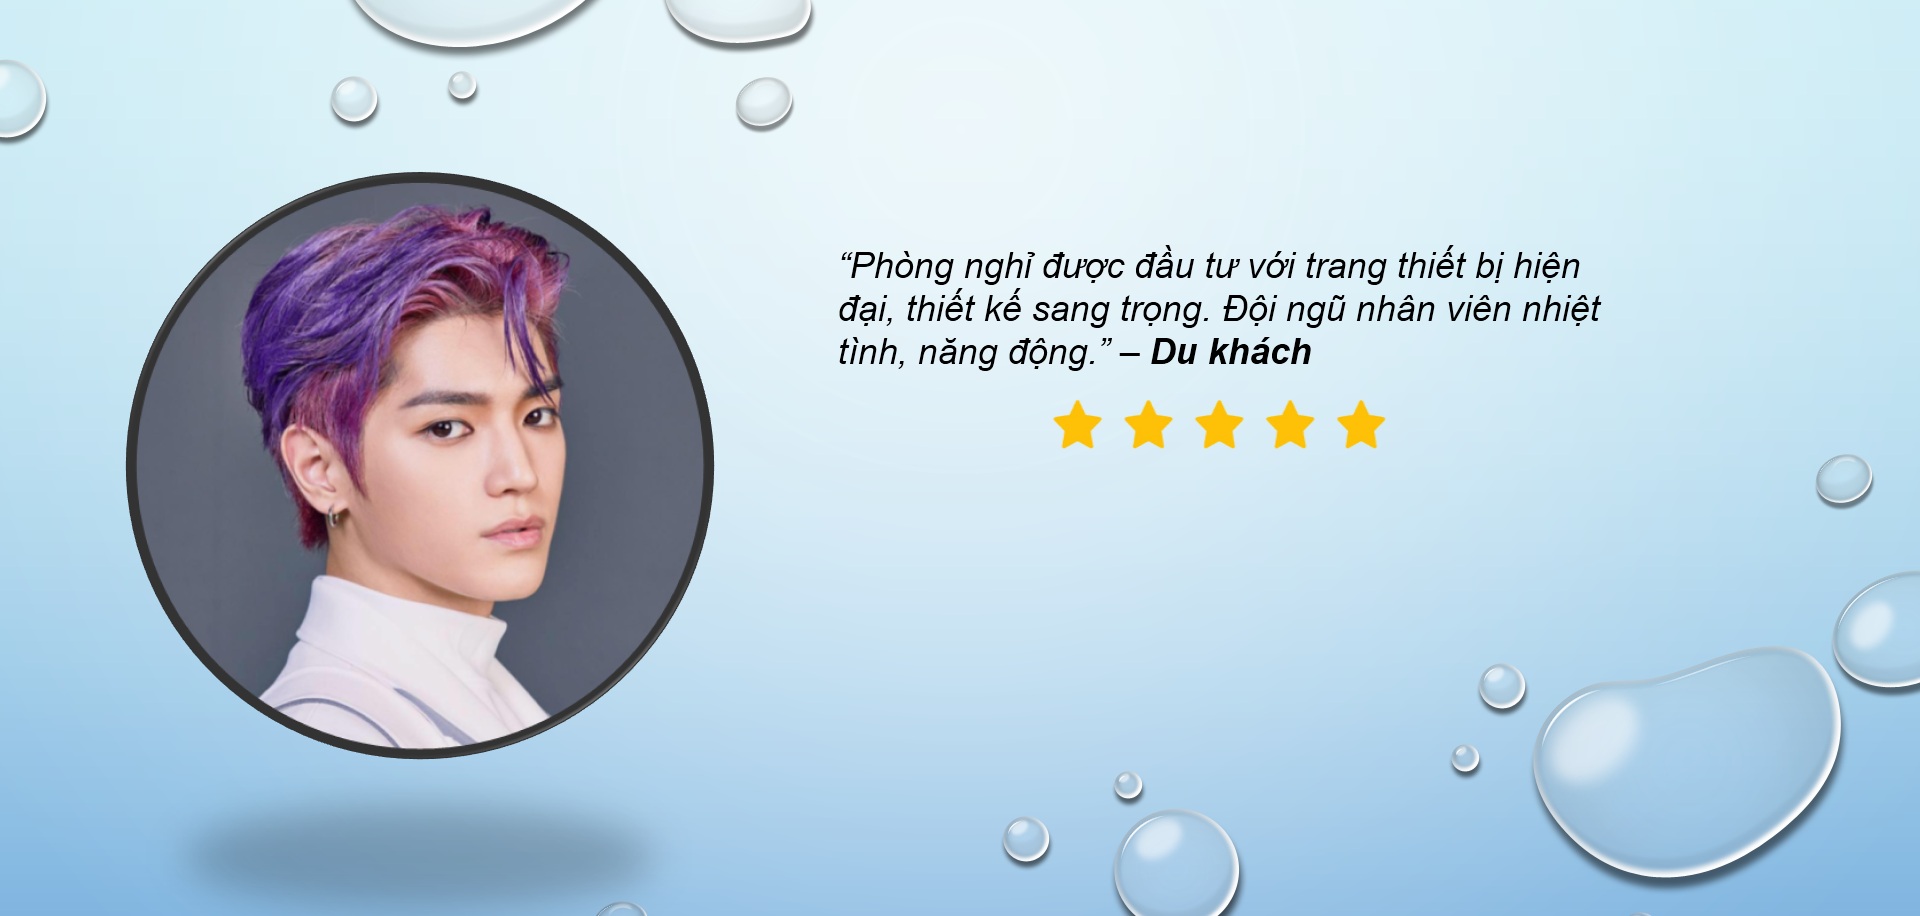 “Phòng nghỉ được đầu tư với trang thiết bị hiện
đại, thiết kế sang trọng. Đội ngũ nhân viên nhiệt
tình, năng động.” – Du khách